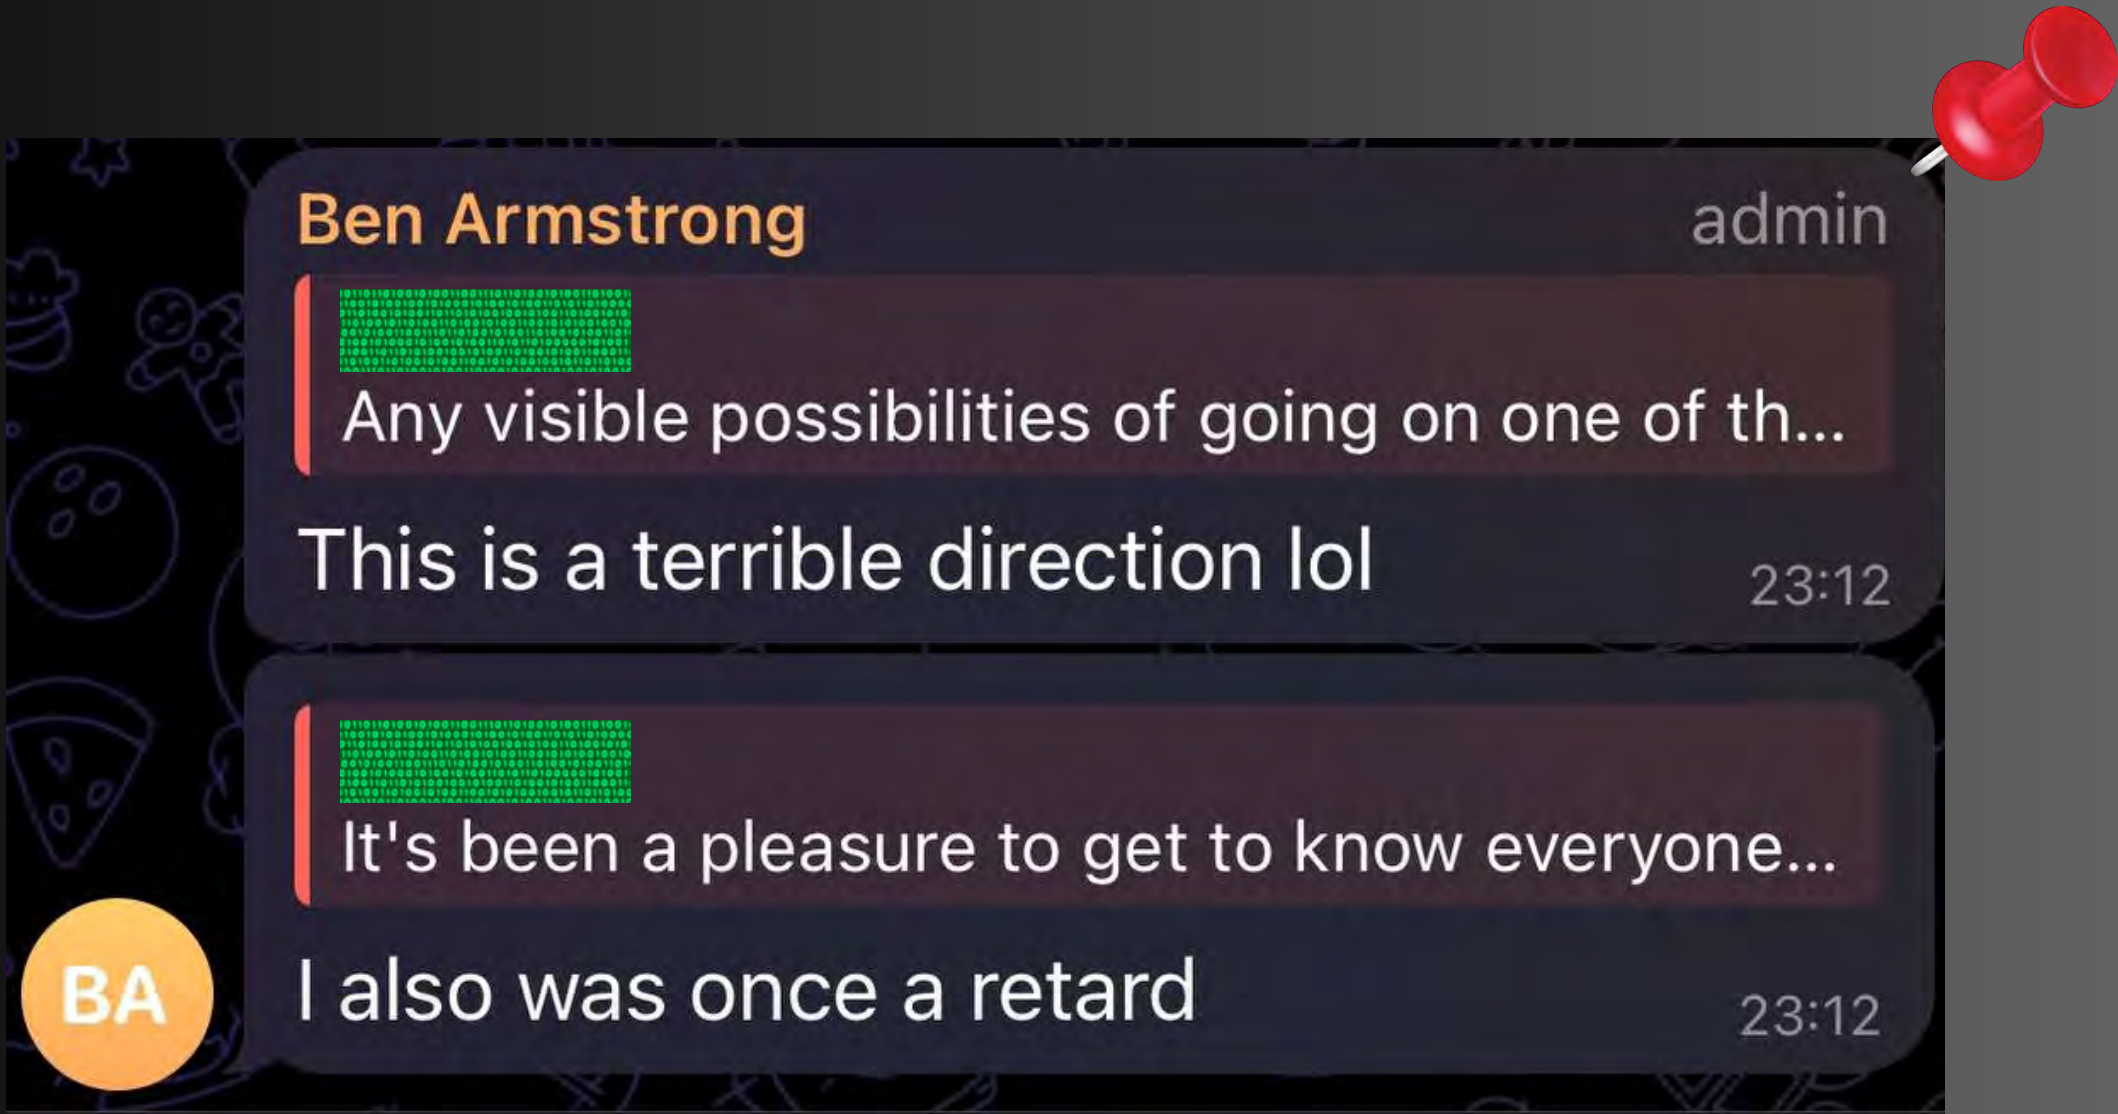 Ben Armstrong admin
Any visible possibilities of going on one of th...
This is a terrible direction lol
23:12
It's been a pleasure to get to know everyone...
I also was once a retard
23:12
BA